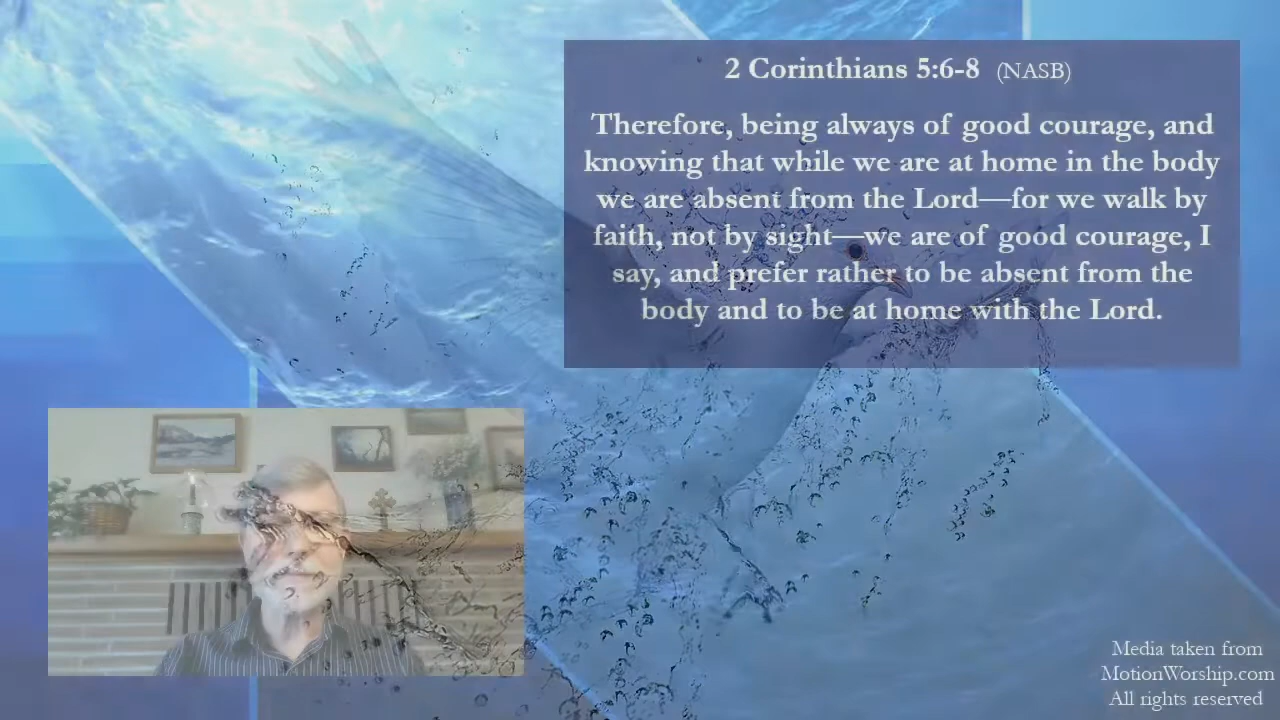 2 Corinthians 5:6-8 (NASB)
Therefore, being always of good courage, and
knowing that while we are at home in the body
we are absent from the Lord—for we walk by
faith, not by sight—we are of good courage, I
say, and prefer rather to be absent from the
body and to be at home with the Lord.
Media taken from
MotionWorship.com
All rights reserved